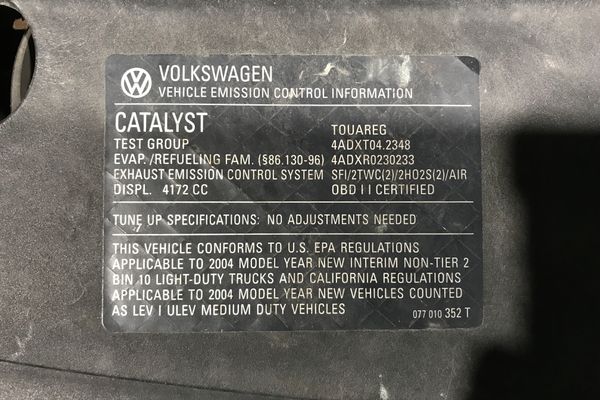 VOLKSWAGEN
VEHICLE EMISSION CONTROL INFORMATION
CATALYST TOUAREG
TEST GROUP 4ADXT04.2348
EVAP./REFUELING FAM. (§86.130-96) 4ADXR0230233
EXHAUST EMISSION CONTROL SYSTEM SFI/2TWC(2)/2HO2S(2)/AIR
DISPL. 4172 CC OBD II CERTIFIED
TUNE UP SPECIFICATIONS: NO ADJUSTMENTS NEEDED
THIS VEHICLE CONFORMS TO U.S. EPA REGULATIONS
APPLICABLE TO 2004 MODEL YEAR NEW INTERIM NON-TIER 2
BIN 10 LIGHT-DUTY TRUCKS AND CALIFORNIA REGULATIONS
APPLICABLE TO 2004 MODEL YEAR NEW VEHICLES COUNTED
AS LEV I ULEV MEDIUM DUTY VEHICLES
077 010 352 T